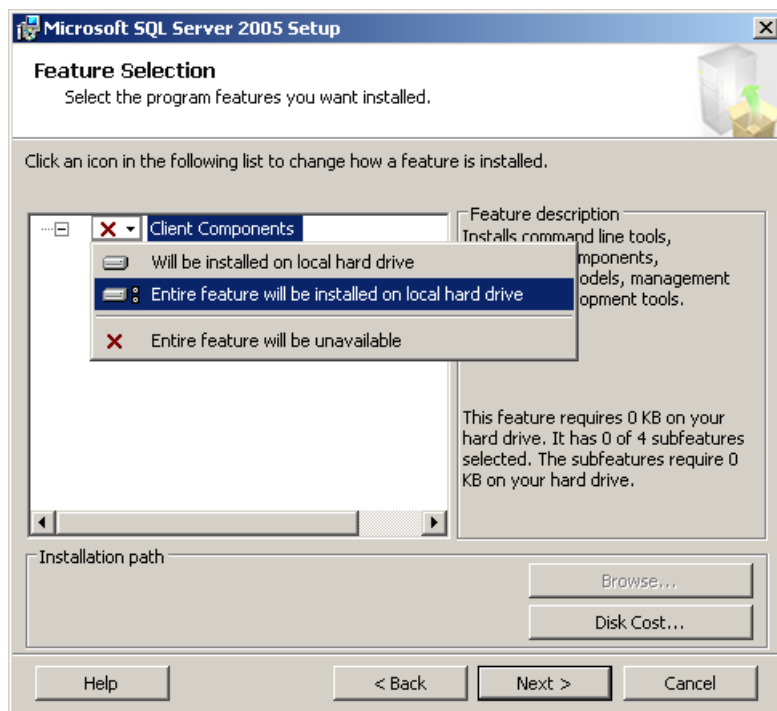 Microsoft SQL Server 2005 Setup
Feature Selection
Select the program features you want installed.
Click an icon in the following list to change how a feature is installed.
Client Components
Will be installed on local hard drive
Entire feature will be installed on local hard drive
Entire feature will be unavailable
Feature description
Installs command line tools,
mponents,
odels, management
opment tools.
This feature requires 0 KB on your
hard drive. It has 0 of 4 subfeatures
selected. The subfeatures require 0
KB on your hard drive.
Installation path
Browse...
Disk Cost...
Help
< Back
Next >
Cancel